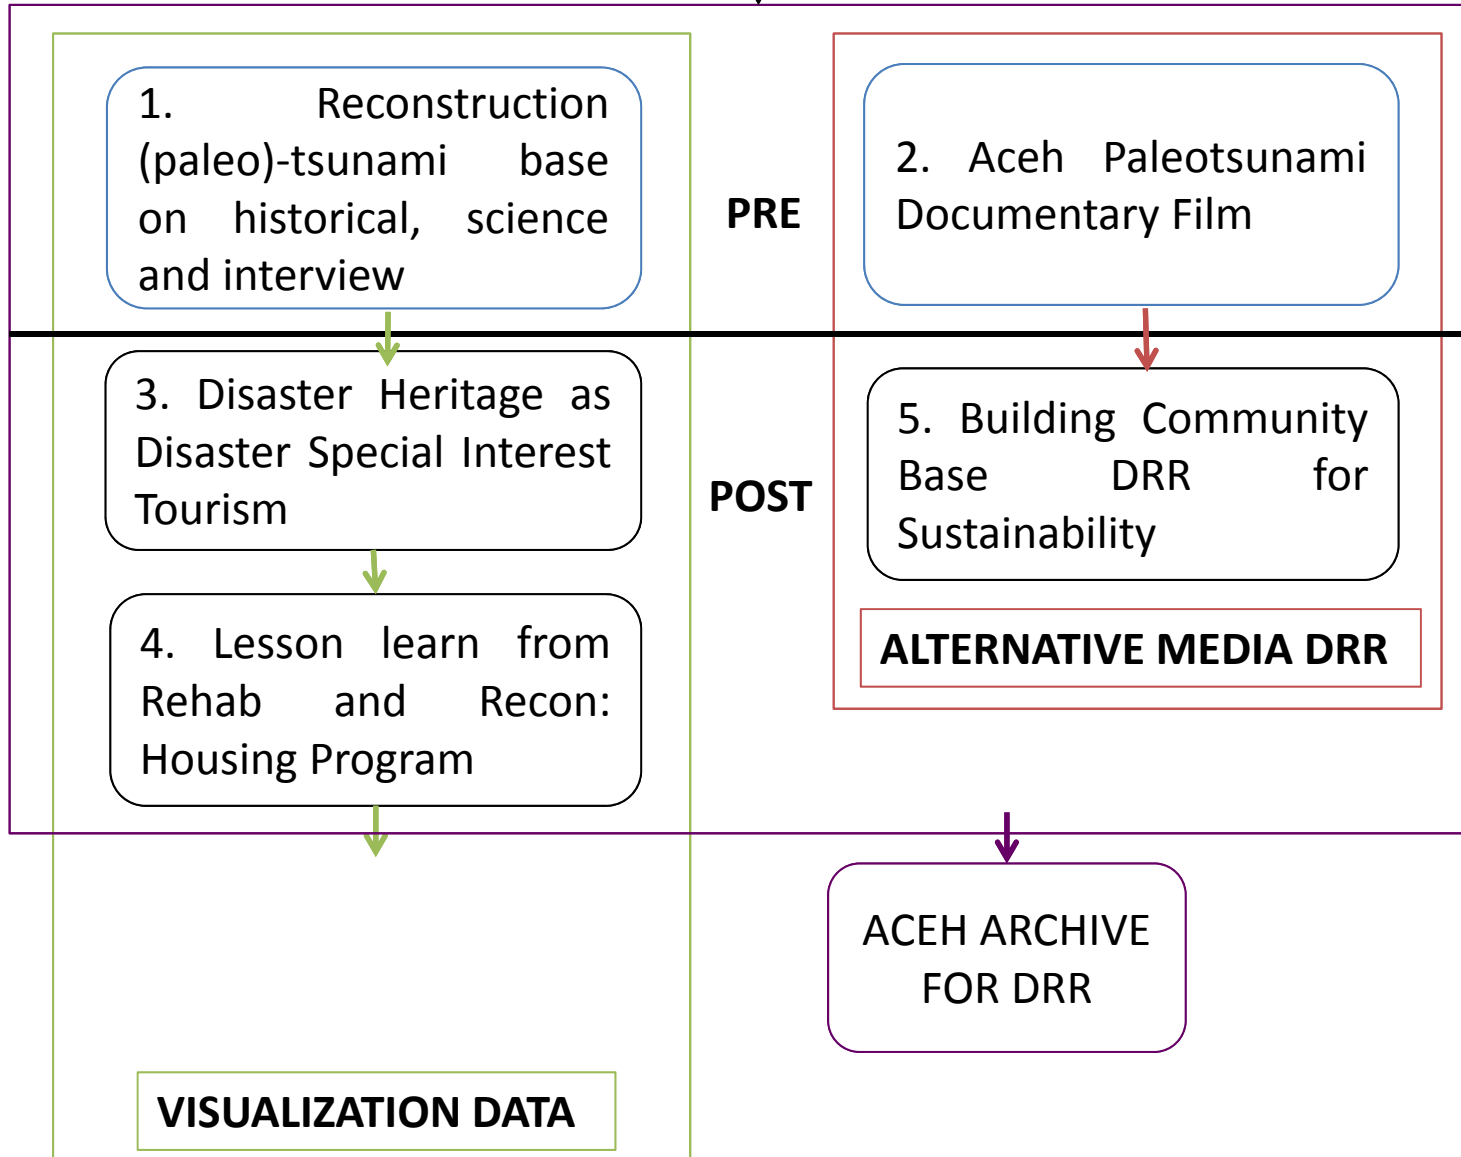 1. Reconstruction
(paleo)-tsunami base
on historical, science
and interview
PRE
2. Aceh Paleotsunami
Documentary Film
3. Disaster Heritage as
Disaster Special Interest
Tourism
POST
5. Building Community
Base DRR for
Sustainability
4. Lesson learn from
Rehab and Recon:
Housing Program
ALTERNATIVE MEDIA DRR
ACEH ARCHIVE
FOR DRR
VISUALIZATION DATA